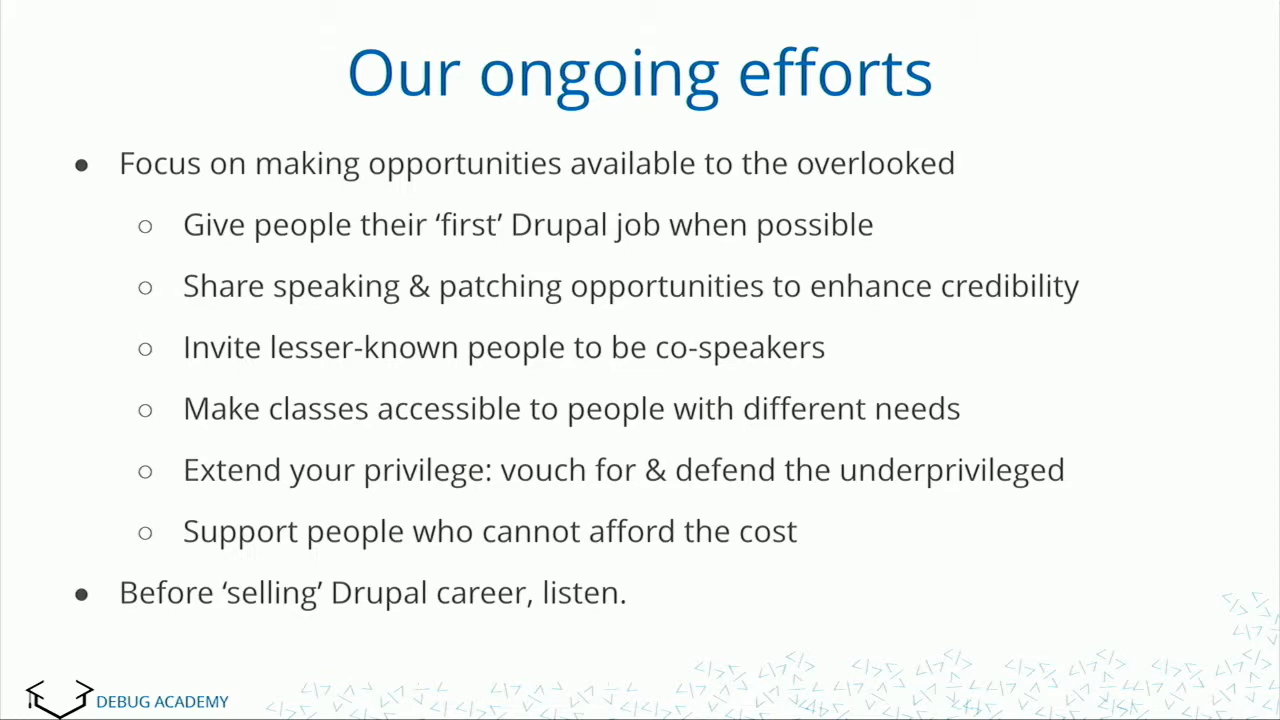 Our ongoing efforts
● Focus on making opportunities available to the overlooked
○ Give people their ‘first’ Drupal job when possible
○ Share speaking & patching opportunities to enhance credibility
○ Invite lesser-known people to be co-speakers
○ Make classes accessible to people with different needs
○ Extend your privilege: vouch for & defend the underprivileged
○ Support people who cannot afford the cost
● Before ‘selling’ Drupal career, listen.
DEBUG ACADEMY